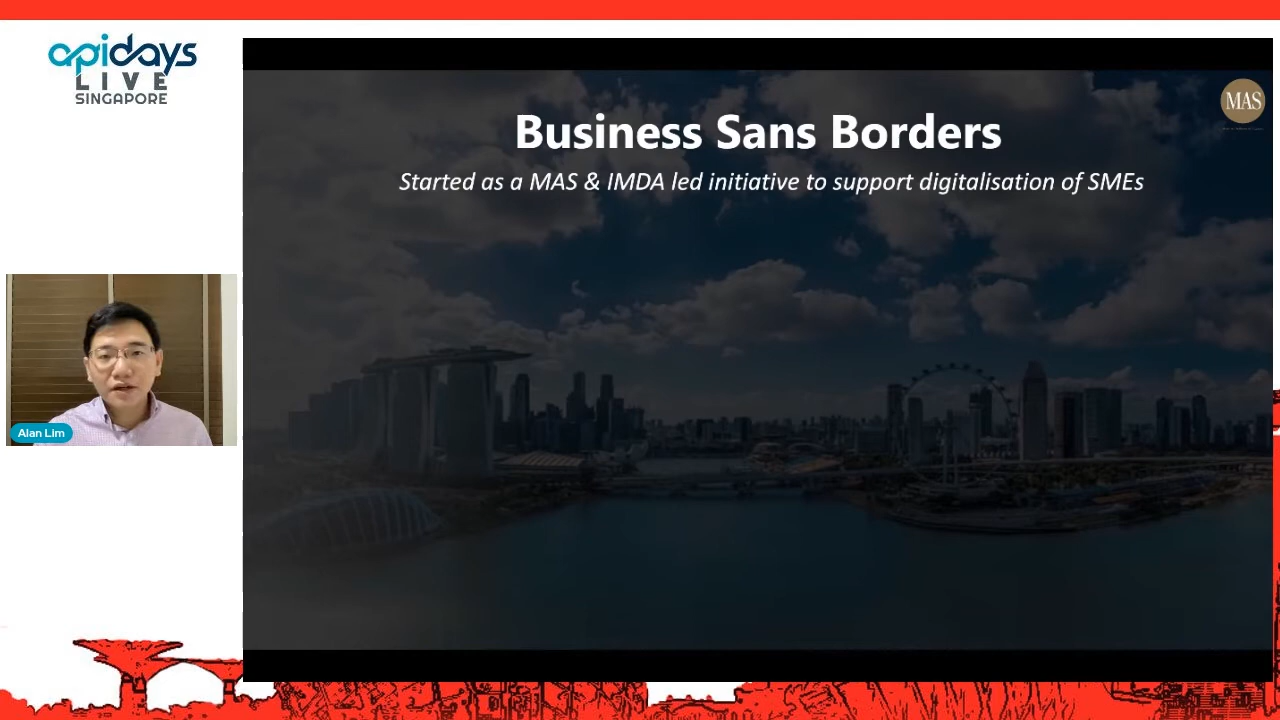 apidays
LIVE
SINGAPORE
MAS
Business Sans Borders
Started as a MAS & IMDA led initiative to support digitalisation of SMEs
Alan Lim